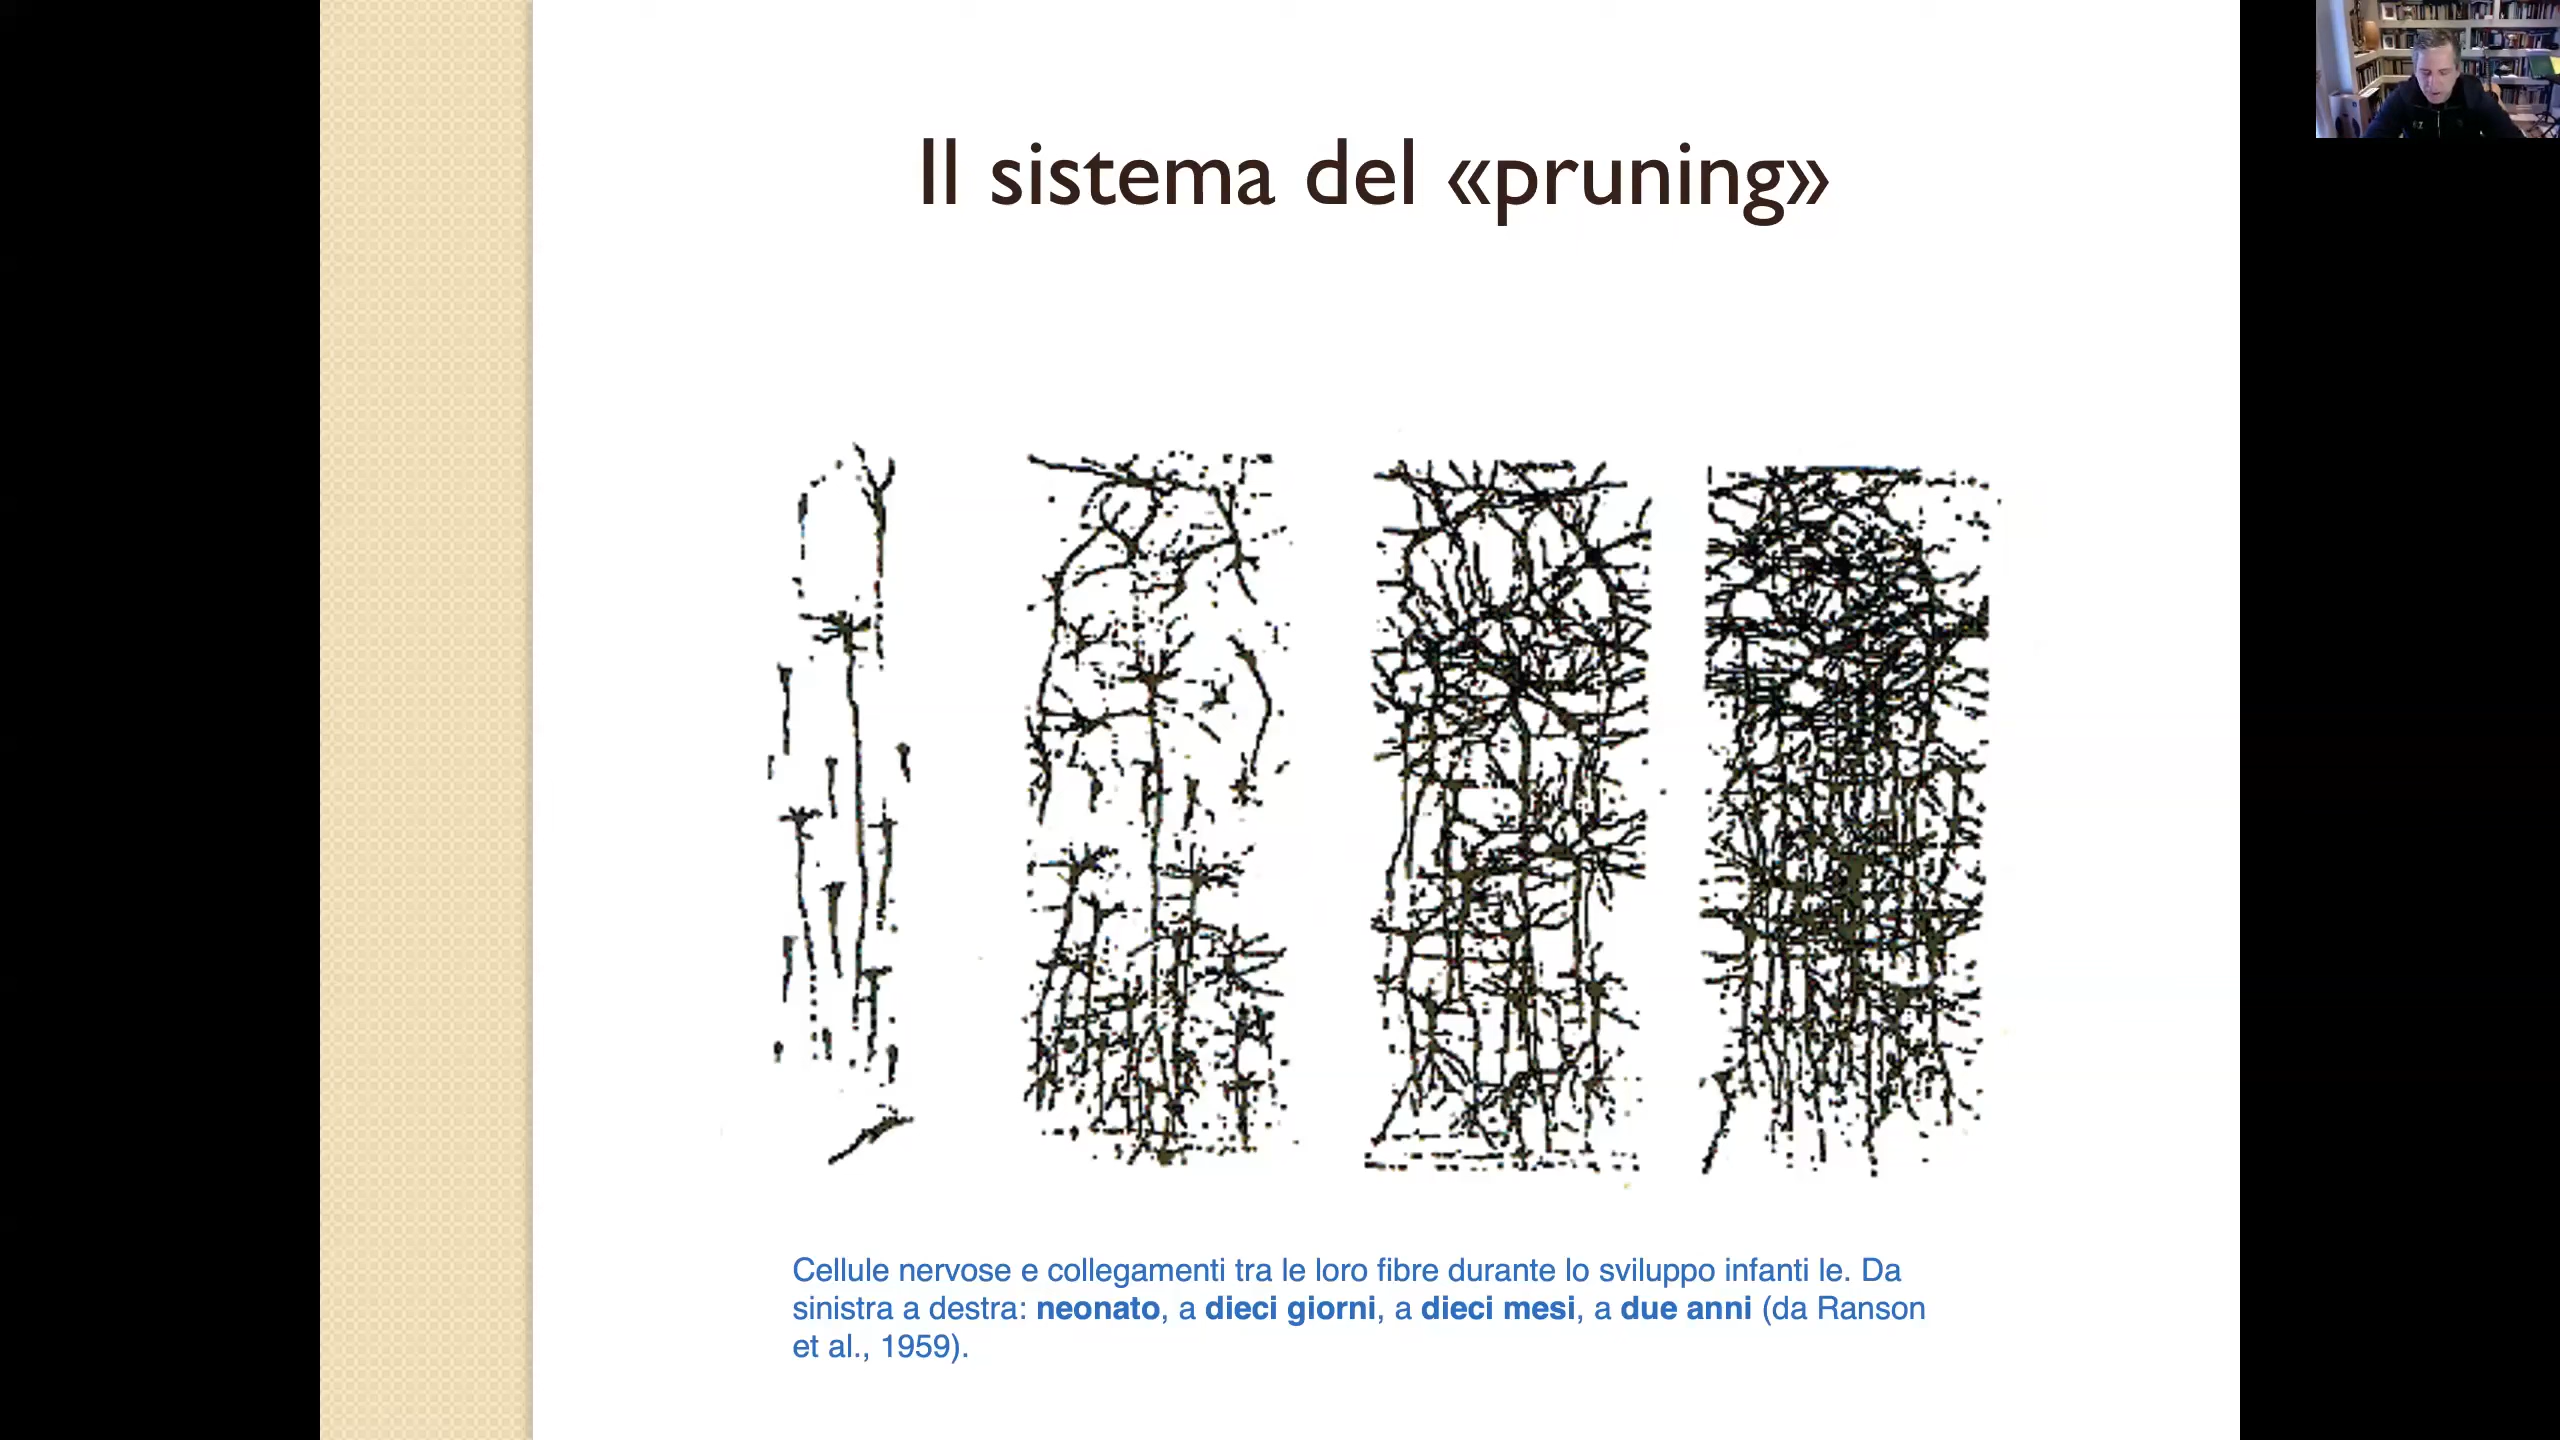 Il sistema del «pruning»
Cellule nervose e collegamenti tra le loro fibre durante lo sviluppo infanti le. Da
sinistra a destra: neonato, a dieci giorni, a dieci mesi, a due anni (da Ranson
et al., 1959).